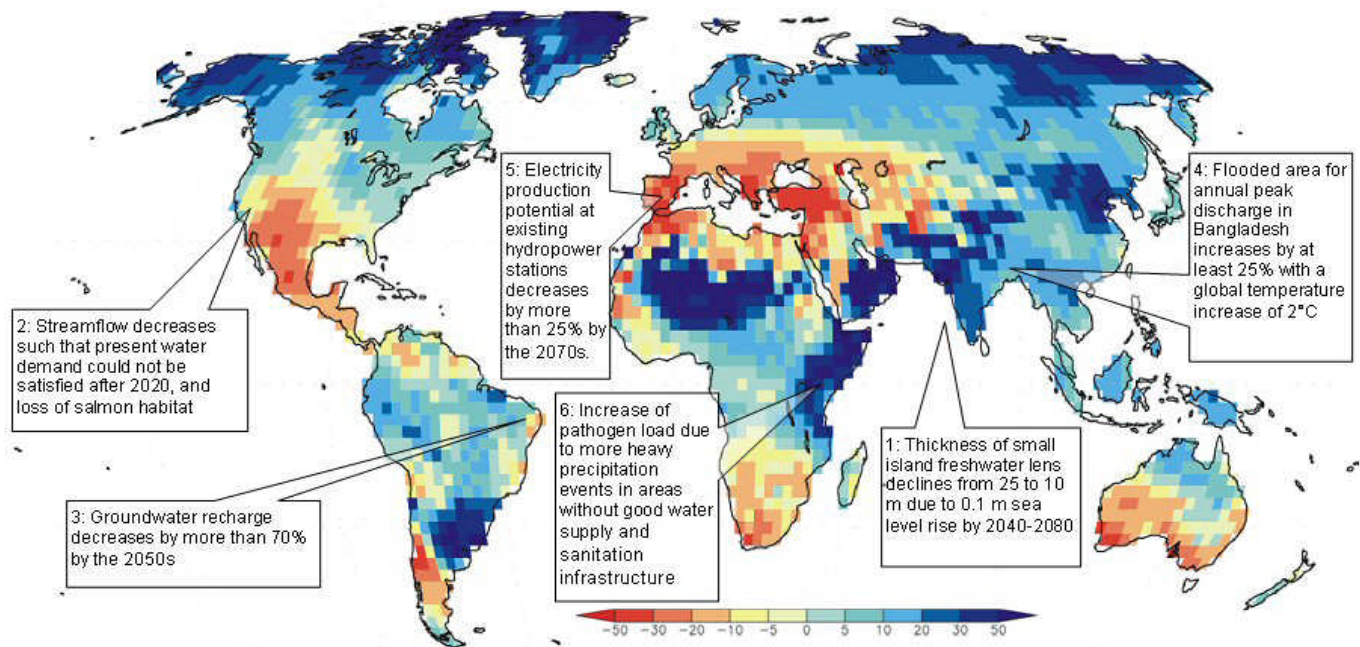 5: Electricity
production
potential at
existing
hydropower
stations
decreases
by more
than 25% by
the 2070s.
4: Flooded area for
annual peak
discharge in
Bangladesh
increases by at
least 25% with a
global temperature
increase of 2°C
2: Streamflow decreases
such that present water
demand could not be
satisfied after 2020, and
loss of salmon habitat
6: Increase of
pathogen load due
to more heavy
precipitation
events in areas
without good water
supply and
sanitation
infrastructure
1: Thickness of small
island freshwater lens
declines from 25 to 10
m due to 0.1 m sea
level rise by 2040-2080
3: Groundwater recharge
decreases by more than 70%
by the 2050s
-50 -30 -20 -10 -5 0 5 10 20 30 50